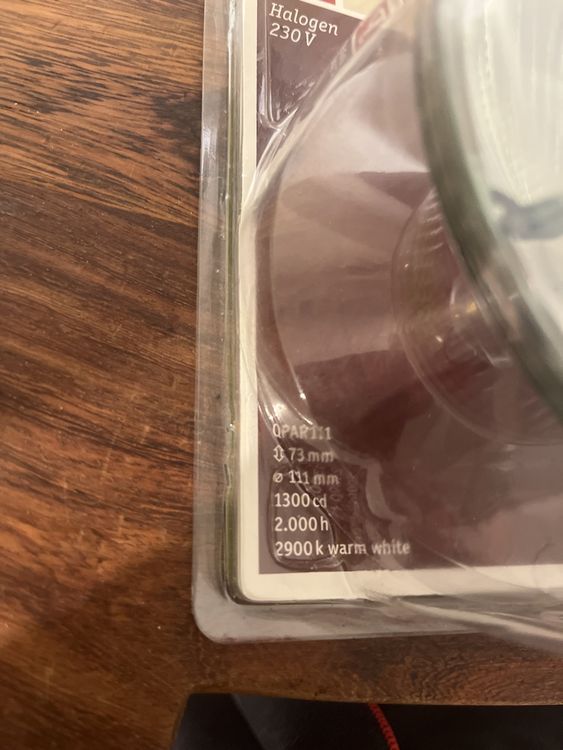 Halogen
230 V
QPAR111
⇕ 73 mm
⌀ 111 mm
1300 cd
2.000 h
2900 k warm white